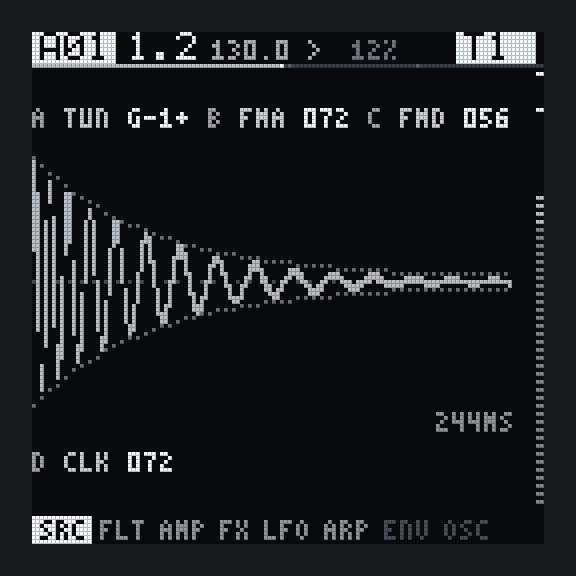 A01 1.2 130.0 > 12% T1
A TUN G-1+ B FMA 072 C FMD 056
244MS
D CLK 072
SRC FLT AMP FX LFO ARP ENV OSC